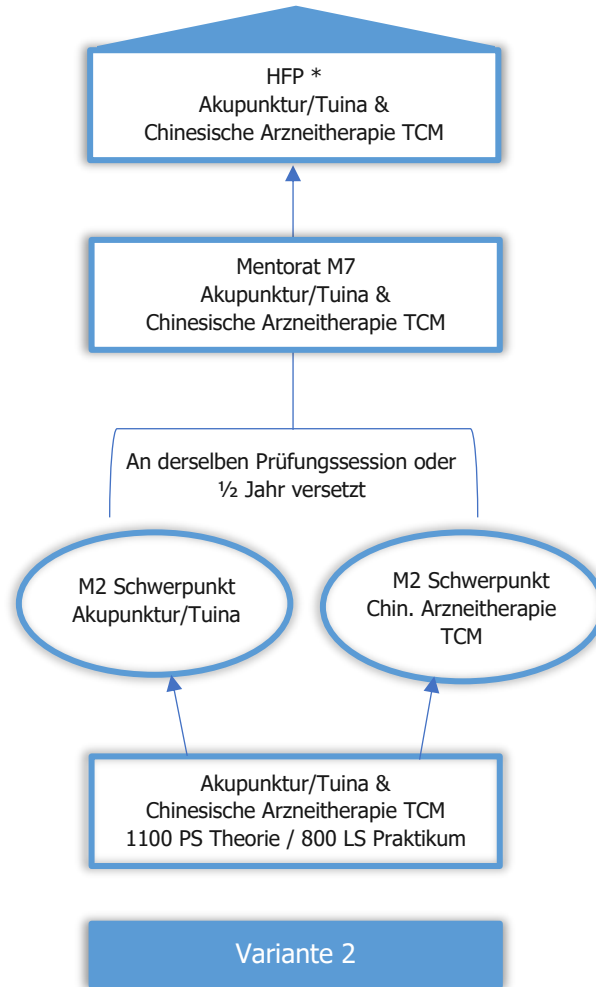 HFP *
Akupunktur/Tuina &
Chinesische Arzneitherapie TCM
Mentorat M7
Akupunktur/Tuina &
Chinesische Arzneitherapie TCM
An derselben Prüfungssession oder
½ Jahr versetzt
M2 Schwerpunkt
Akupunktur/Tuina
M2 Schwerpunkt
Chin. Arzneitherapie
TCM
Akupunktur/Tuina &
Chinesische Arzneitherapie TCM
1100 PS Theorie / 800 LS Praktikum
Variante 2